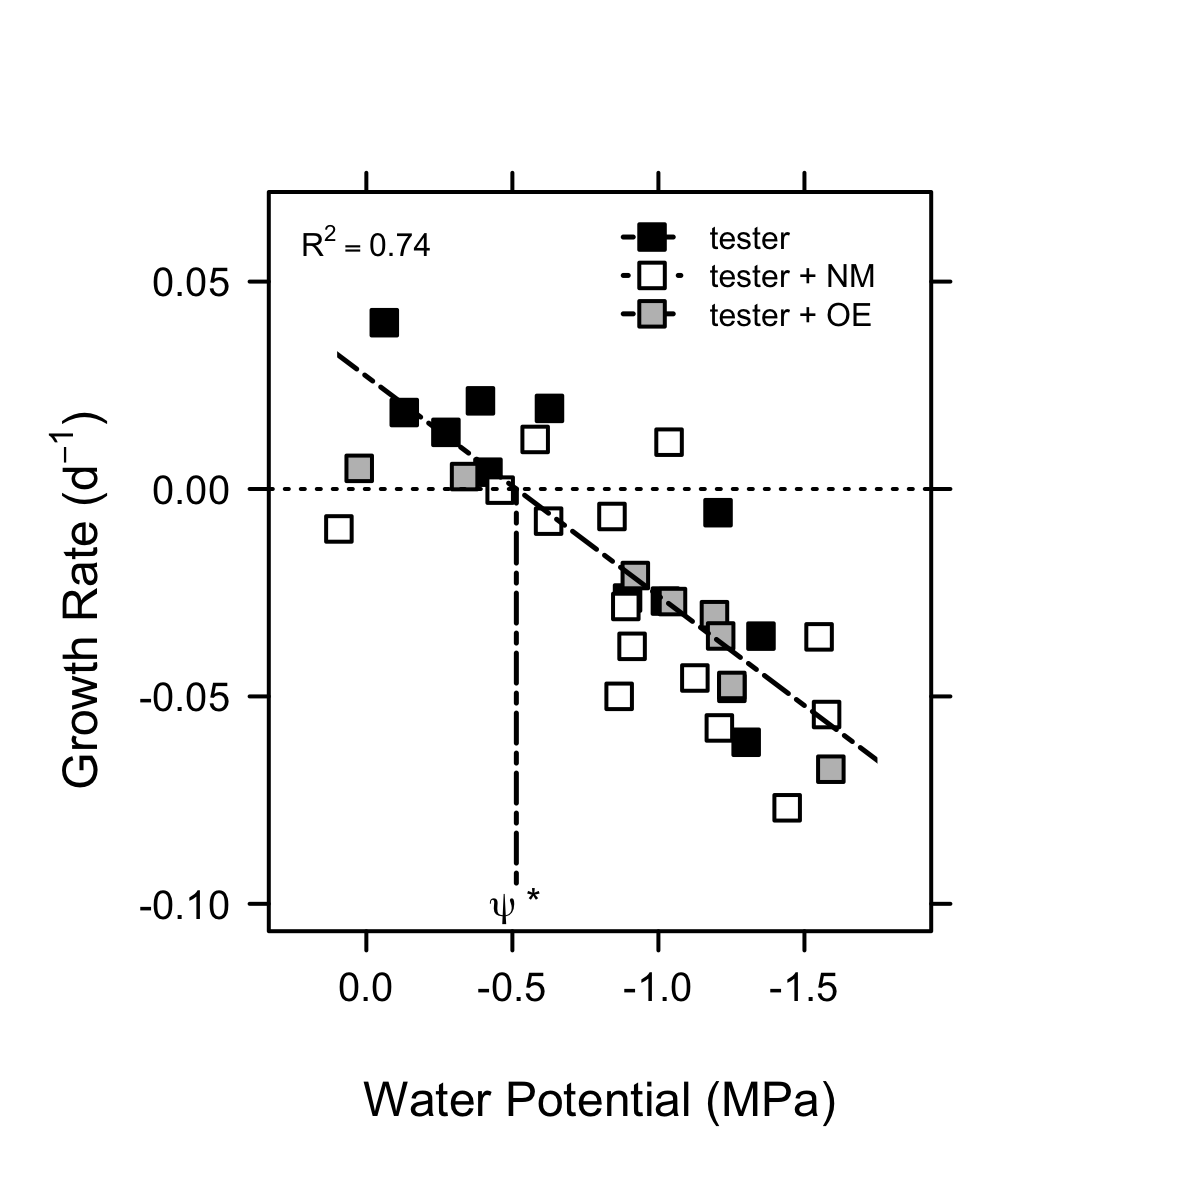 R² = 0.74
tester
tester + NM
tester + OE
0.05
0.00
-0.05
-0.10
Growth Rate (d⁻¹)
ψ *
0.0 -0.5 -1.0 -1.5
Water Potential (MPa)